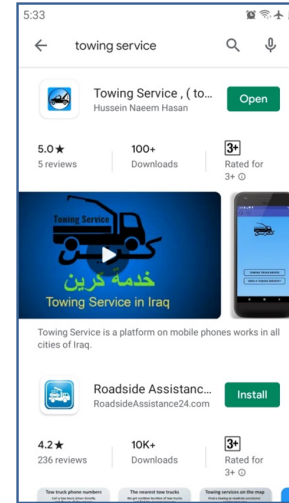 5:33
towing service
Towing Service , ( to...
Hussein Naeem Hasan
Open
5.0★
5 reviews
100+
Downloads
3+
Rated for
3+
Towing Service
كرين
خدمة كرين
Towing Service in Iraq
Towing Service is a platform on mobile phones works in all
cities of Iraq.
Roadside Assistanc...
RoadsideAssistance24.com
Install
4.2★
236 reviews
10K+
Downloads
3+
Rated for
3+
Tow truck phone numbers
The nearest tow trucks
Towing services on the map